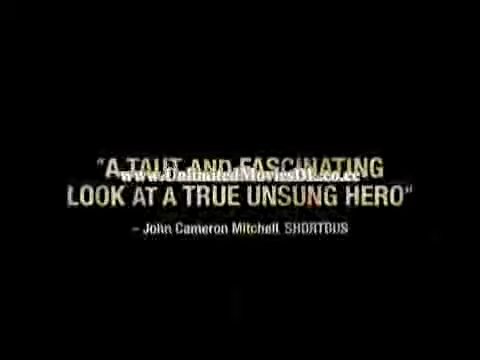 "A TAUT AND FASCINATING
www.UnlimitedMoviesDL.co.cc
LOOK AT A TRUE UNSUNG HERO"
– John Cameron Mitchell, SHORTBUS